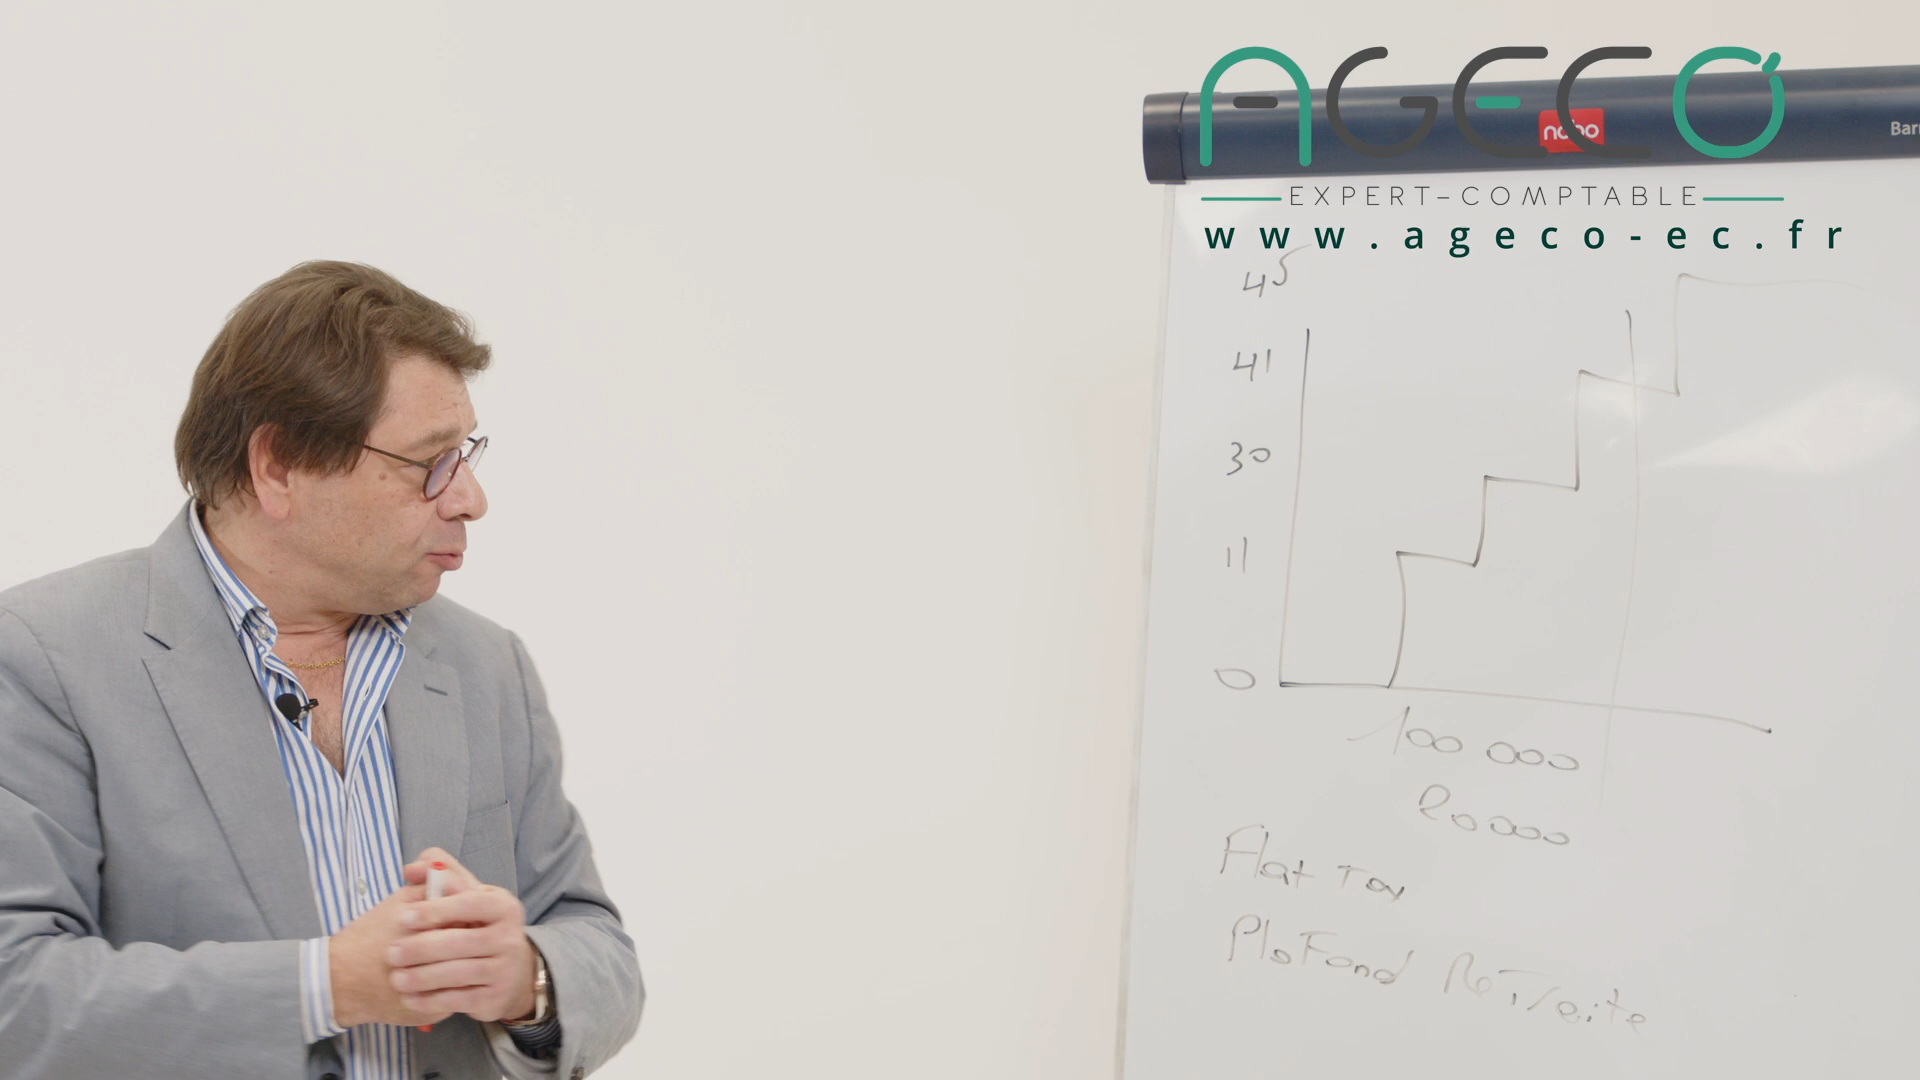 AGECO
nobo
EXPERT-COMPTABLE
www.ageco-ec.fr
45
41
30
11
0
100 000
20000
Flat Tax
Plafond Retraite